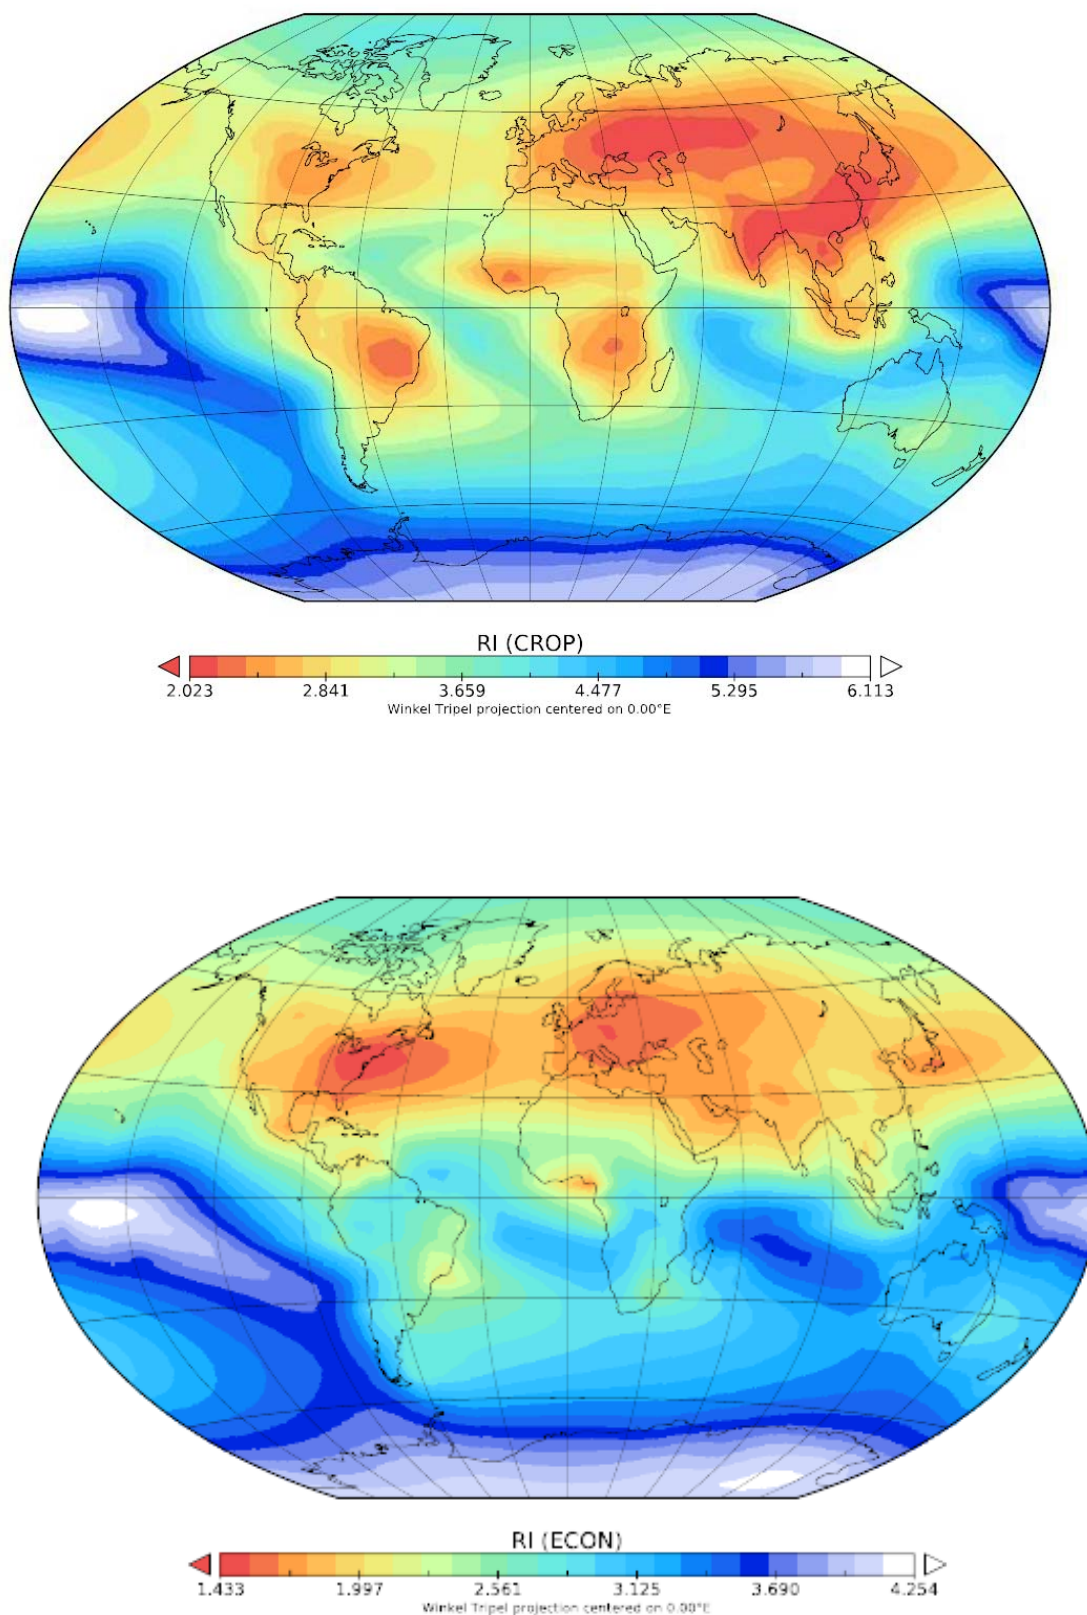 RI (CROP)
2.023 2.841 3.659 4.477 5.295 6.113
Winkel Tripel projection centered on 0.00°E
RI (ECON)
1.433 1.997 2.561 3.125 3.690 4.254
Winkel Tripel projection centered on 0.00°E